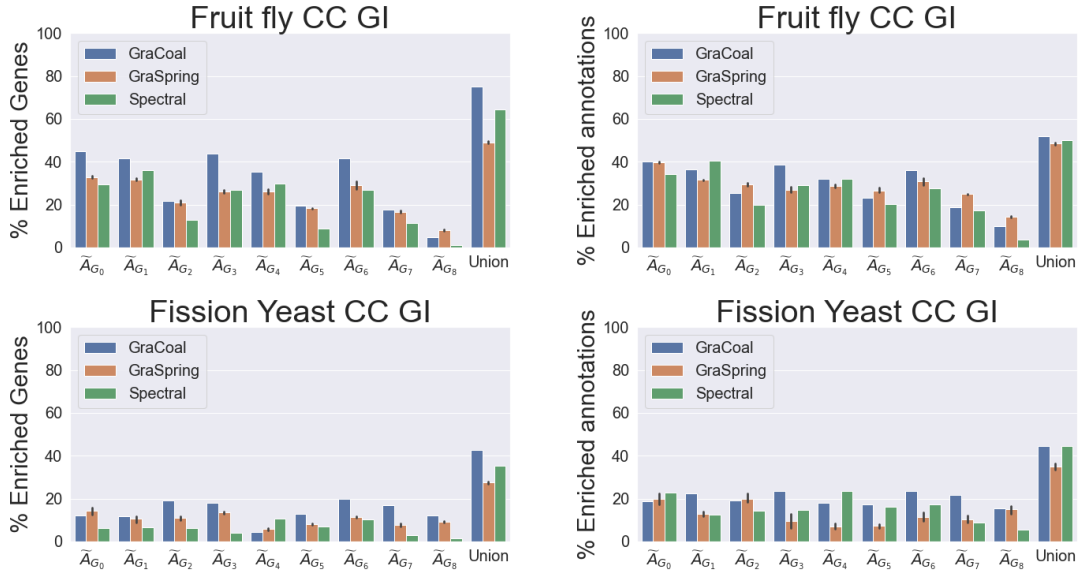 Fruit fly CC GI
% Enriched Genes
100
80
60
40
20
0
GraCoal
GraSpring
Spectral
Ã_G₀ Ã_G₁ Ã_G₂ Ã_G₃ Ã_G₄ Ã_G₅ Ã_G₆ Ã_G₇ Ã_G₈ Union
Fruit fly CC GI
% Enriched annotations
100
80
60
40
20
0
GraCoal
GraSpring
Spectral
Ã_G₀ Ã_G₁ Ã_G₂ Ã_G₃ Ã_G₄ Ã_G₅ Ã_G₆ Ã_G₇ Ã_G₈ Union
Fission Yeast CC GI
% Enriched Genes
100
80
60
40
20
0
GraCoal
GraSpring
Spectral
Ã_G₀ Ã_G₁ Ã_G₂ Ã_G₃ Ã_G₄ Ã_G₅ Ã_G₆ Ã_G₇ Ã_G₈ Union
Fission Yeast CC GI
% Enriched annotations
100
80
60
40
20
0
GraCoal
GraSpring
Spectral
Ã_G₀ Ã_G₁ Ã_G₂ Ã_G₃ Ã_G₄ Ã_G₅ Ã_G₆ Ã_G₇ Ã_G₈ Union